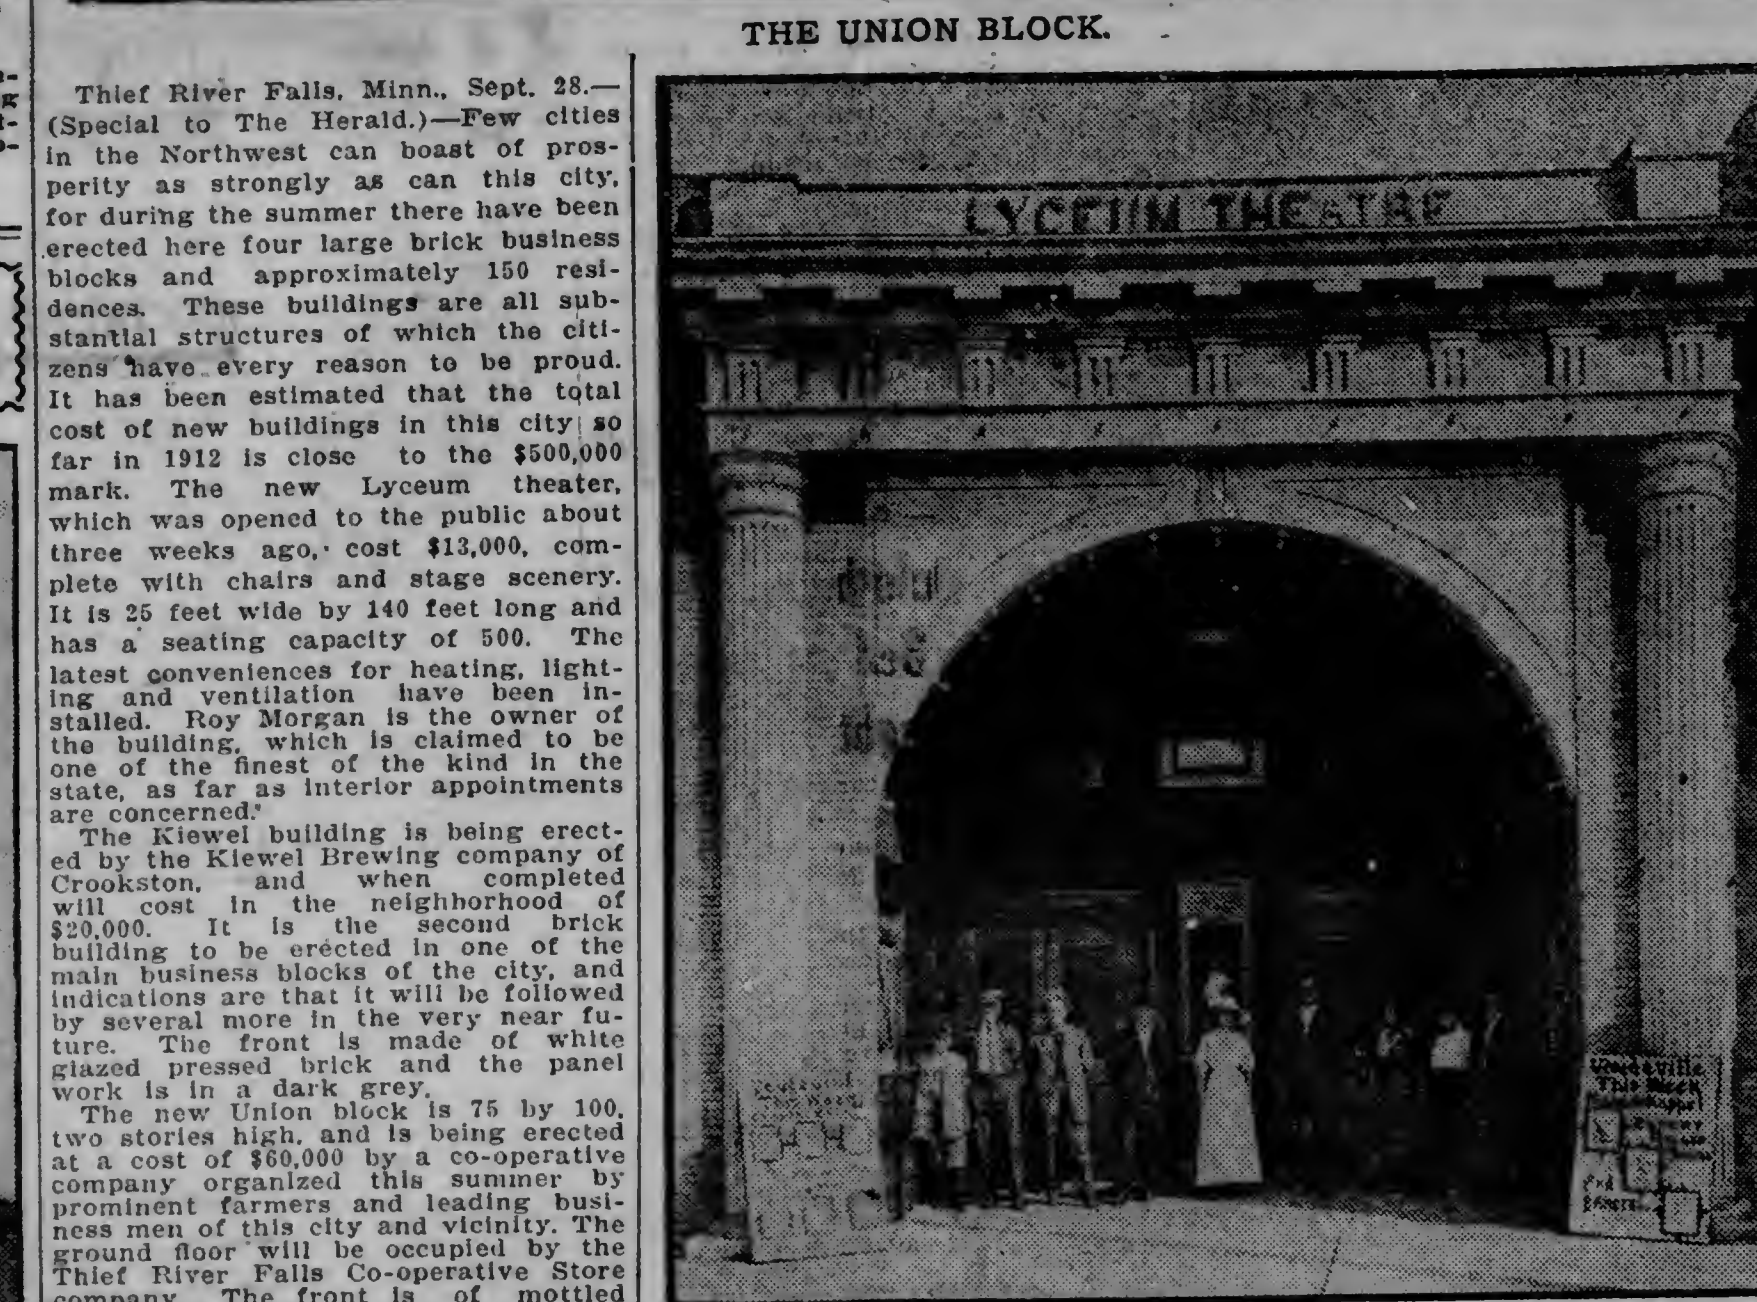 THE UNION BLOCK.
Thief River Falls, Minn., Sept. 28.—
(Special to The Herald.)—Few cities
in the Northwest can boast of pros-
perity as strongly as can this city,
for during the summer there have been
erected here four large brick business
blocks and approximately 150 resi-
dences. These buildings are all sub-
stantial structures of which the citi-
zens have every reason to be proud.
It has been estimated that the total
cost of new buildings in this city so
far in 1912 is close to the $500,000
mark. The new Lyceum theater,
which was opened to the public about
three weeks ago, cost $13,000, com-
plete with chairs and stage scenery.
It is 25 feet wide by 140 feet long and
has a seating capacity of 500. The
latest conveniences for heating, light-
ing and ventilation have been in-
stalled. Roy Morgan is the owner of
the building, which is claimed to be
one of the finest of the kind in the
state, as far as interior appointments
are concerned.
The Kiewel building is being erect-
ed by the Kiewel Brewing company of
Crookston, and when completed
will cost in the neighborhood of
$20,000. It is the second brick
building to be erected in one of the
main business blocks of the city, and
indications are that it will be followed
by several more in the very near fu-
ture. The front is made of white
glazed pressed brick and the panel
work is in a dark grey.
The new Union block is 75 by 100,
two stories high, and is being erected
at a cost of $60,000 by a co-operative
company organized this summer by
prominent farmers and leading busi-
ness men of this city and vicinity. The
ground floor will be occupied by the
Thief River Falls Co-operative Store
company. The front is of mottled
LYCEUM THEATRE
Vaudeville
This Week